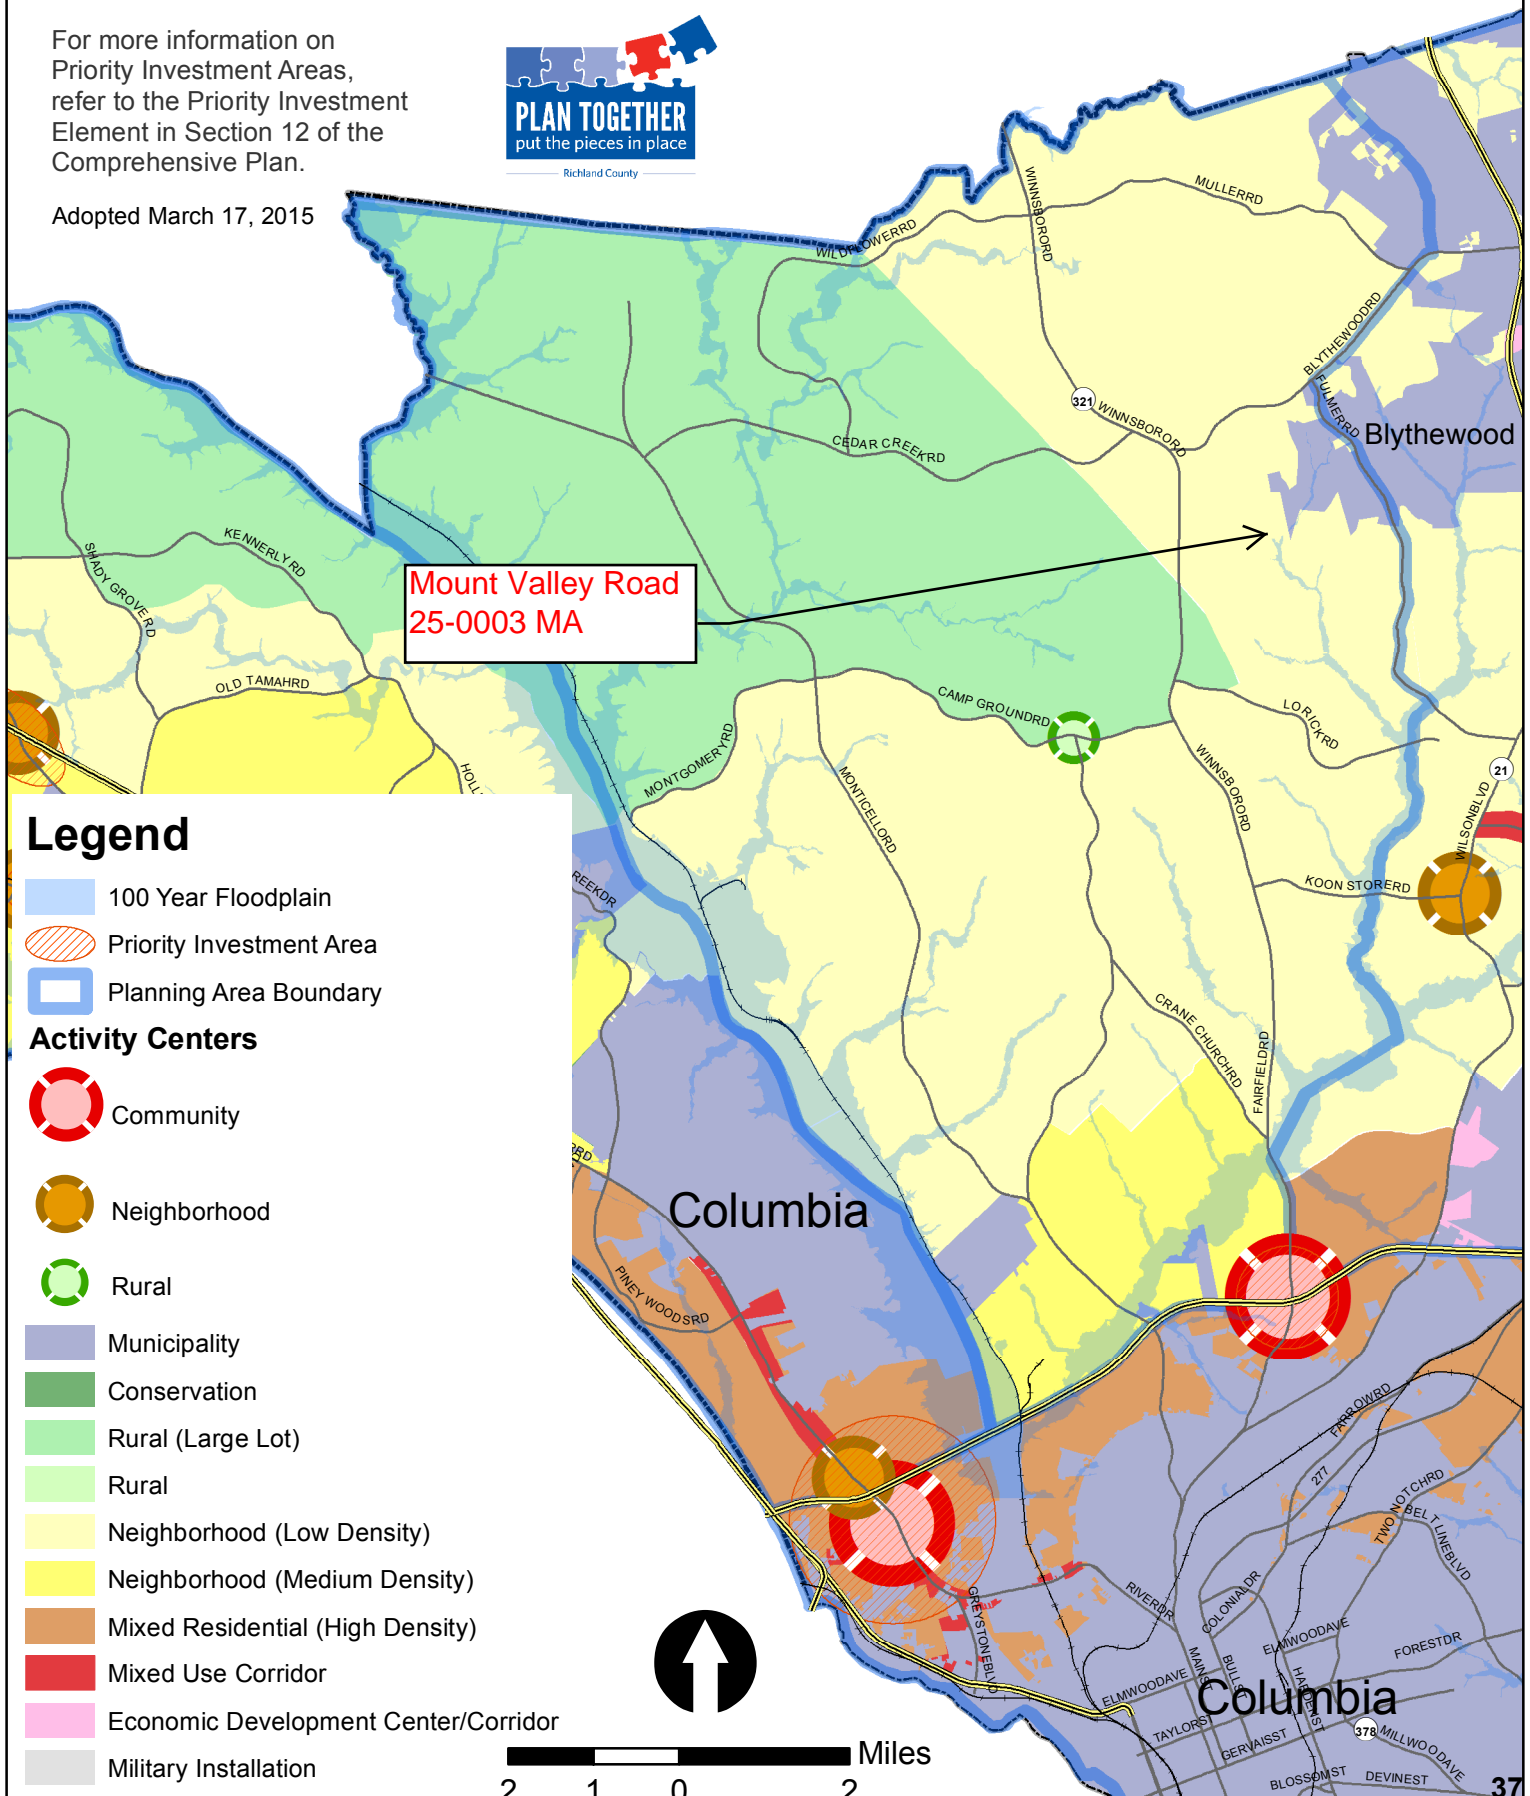 For more information on
Priority Investment Areas,
refer to the Priority Investment
Element in Section 12 of the
Comprehensive Plan.
Adopted March 17, 2015
PLAN TOGETHER
put the pieces in place
Richland County
WINNSBORORD
MULLERRD
WILDFLOWERRD
BLYTHEWOODRD
FULMERRD
321
WINNSBORORD
Blythewood
CEDAR CREEKRD
KENNERLYRD
SHADY GROVERD
Mount Valley Road
25-0003 MA
OLD TAMAHRD
CAMP GROUNDRD
LORICKRD
MONTGOMERYRD
MONTICELLORD
WINNSBORORD
21
WILSONBLVD
KOON STORERD
REEKDR
CRANE CHURCHRD
FAIRFIELDRD
Columbia
PINEY WOODSRD
Legend
100 Year Floodplain
Priority Investment Area
Planning Area Boundary
Activity Centers
Community
Neighborhood
Rural
Municipality
Conservation
Rural (Large Lot)
Rural
Neighborhood (Low Density)
Neighborhood (Medium Density)
Mixed Residential (High Density)
Mixed Use Corridor
Economic Development Center/Corridor
Military Installation
FARROWRD
277
TWO NOTCHRD
BELTLINEBLVD
GREYSTONEBLVD
RIVERDR
COLONIALDR
ELMWOODAVE
FORESTDR
MAINST
ELMWOODAVE
HARDENST
Columbia
TAYLORST
GERVAISST
378
MILLWOODAVE
BLOSSOMST
DEVINEST
Miles
2 1 0 2
37